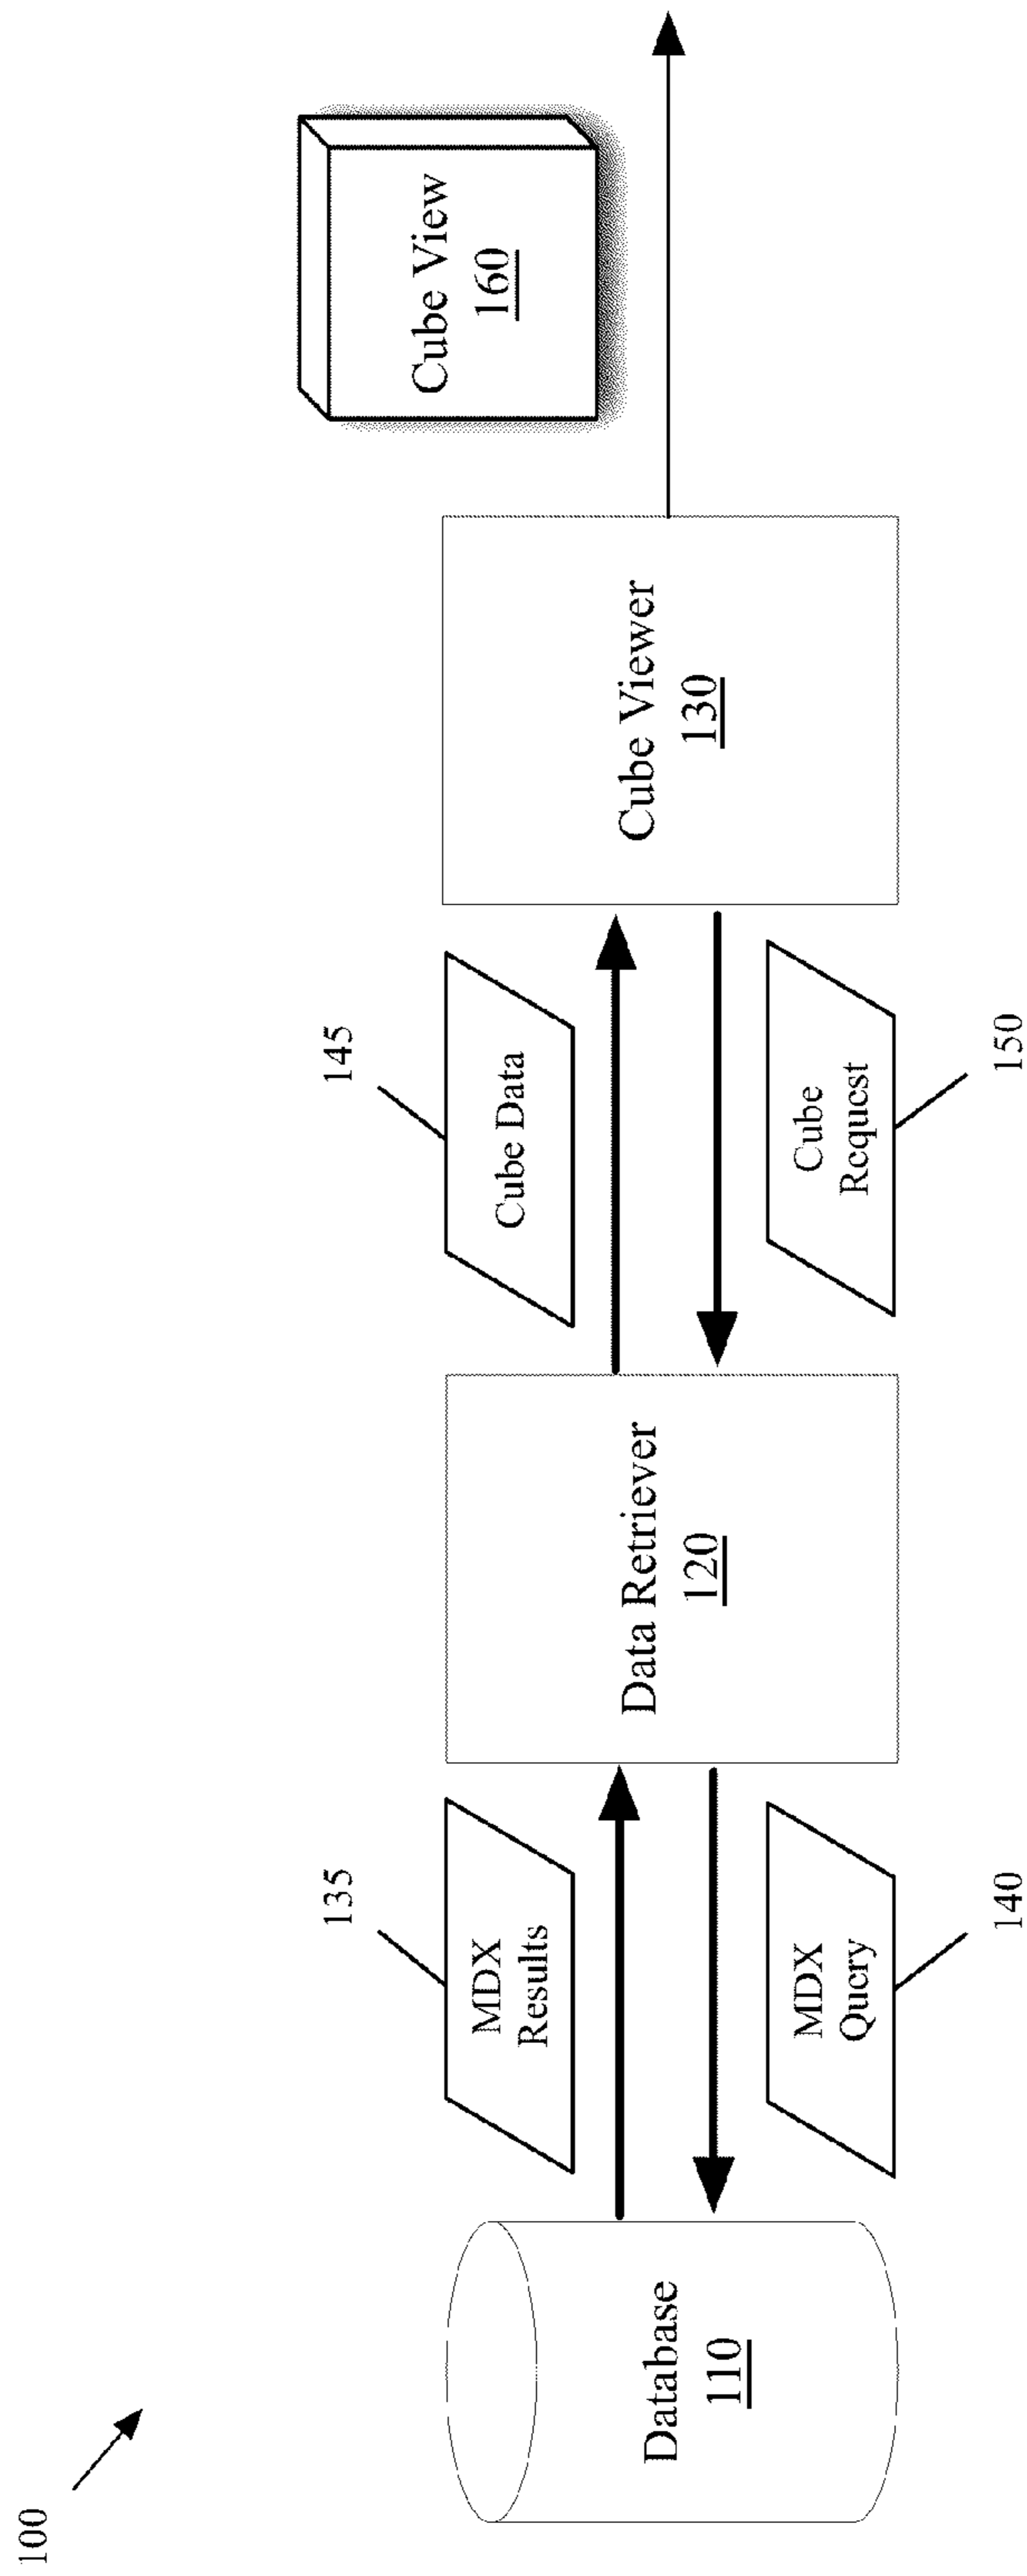 100
Database
110
135
MDX
Results
MDX
Query
140
Data Retriever
120
145
Cube Data
Cube
Request
150
Cube Viewer
130
Cube View
160